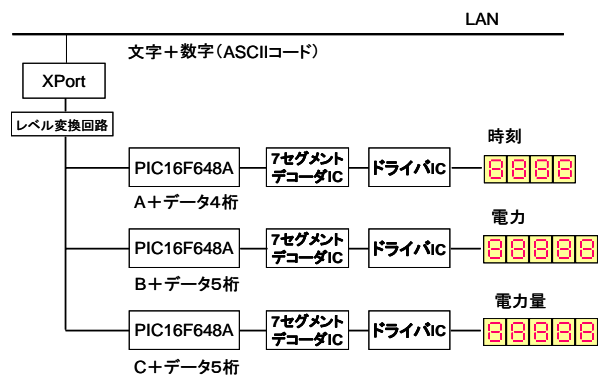 LAN
文字＋数字（ASCIIコード）
XPort
レベル変換回路
時刻
PIC16F648A
7セグメント
デコーダIC
ドライバIC
8888
A＋データ4桁
電力
PIC16F648A
7セグメント
デコーダIC
ドライバIC
88888
B＋データ5桁
電力量
PIC16F648A
7セグメント
デコーダIC
ドライバIC
88888
C＋データ5桁